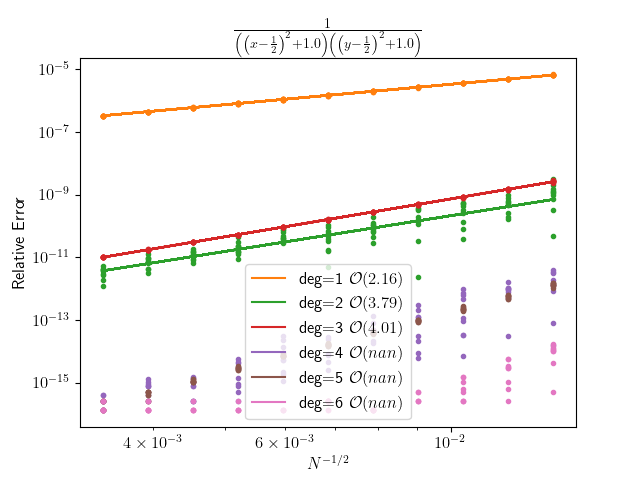 1
((x−1/2)²+1.0)((y−1/2)²+1.0)
10⁻⁵
10⁻⁷
10⁻⁹
10⁻¹¹
10⁻¹³
10⁻¹⁵
Relative Error
deg=1 𝒪(2.16)
deg=2 𝒪(3.79)
deg=3 𝒪(4.01)
deg=4 𝒪(nan)
deg=5 𝒪(nan)
deg=6 𝒪(nan)
4 × 10⁻³
6 × 10⁻³
10⁻²
N⁻¹/²